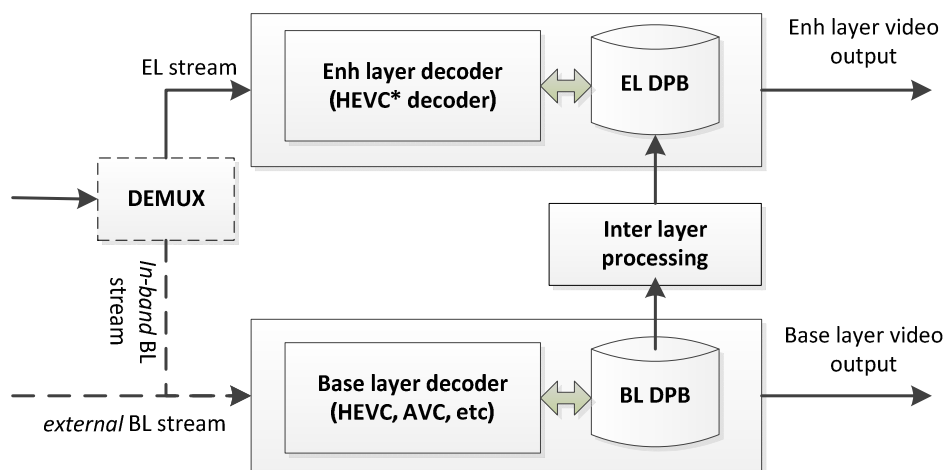 EL stream
Enh layer decoder
(HEVC* decoder)
EL DPB
Enh layer video
output
DEMUX
Inter layer
processing
In-band BL
stream
external BL stream
Base layer decoder
(HEVC, AVC, etc)
BL DPB
Base layer video
output